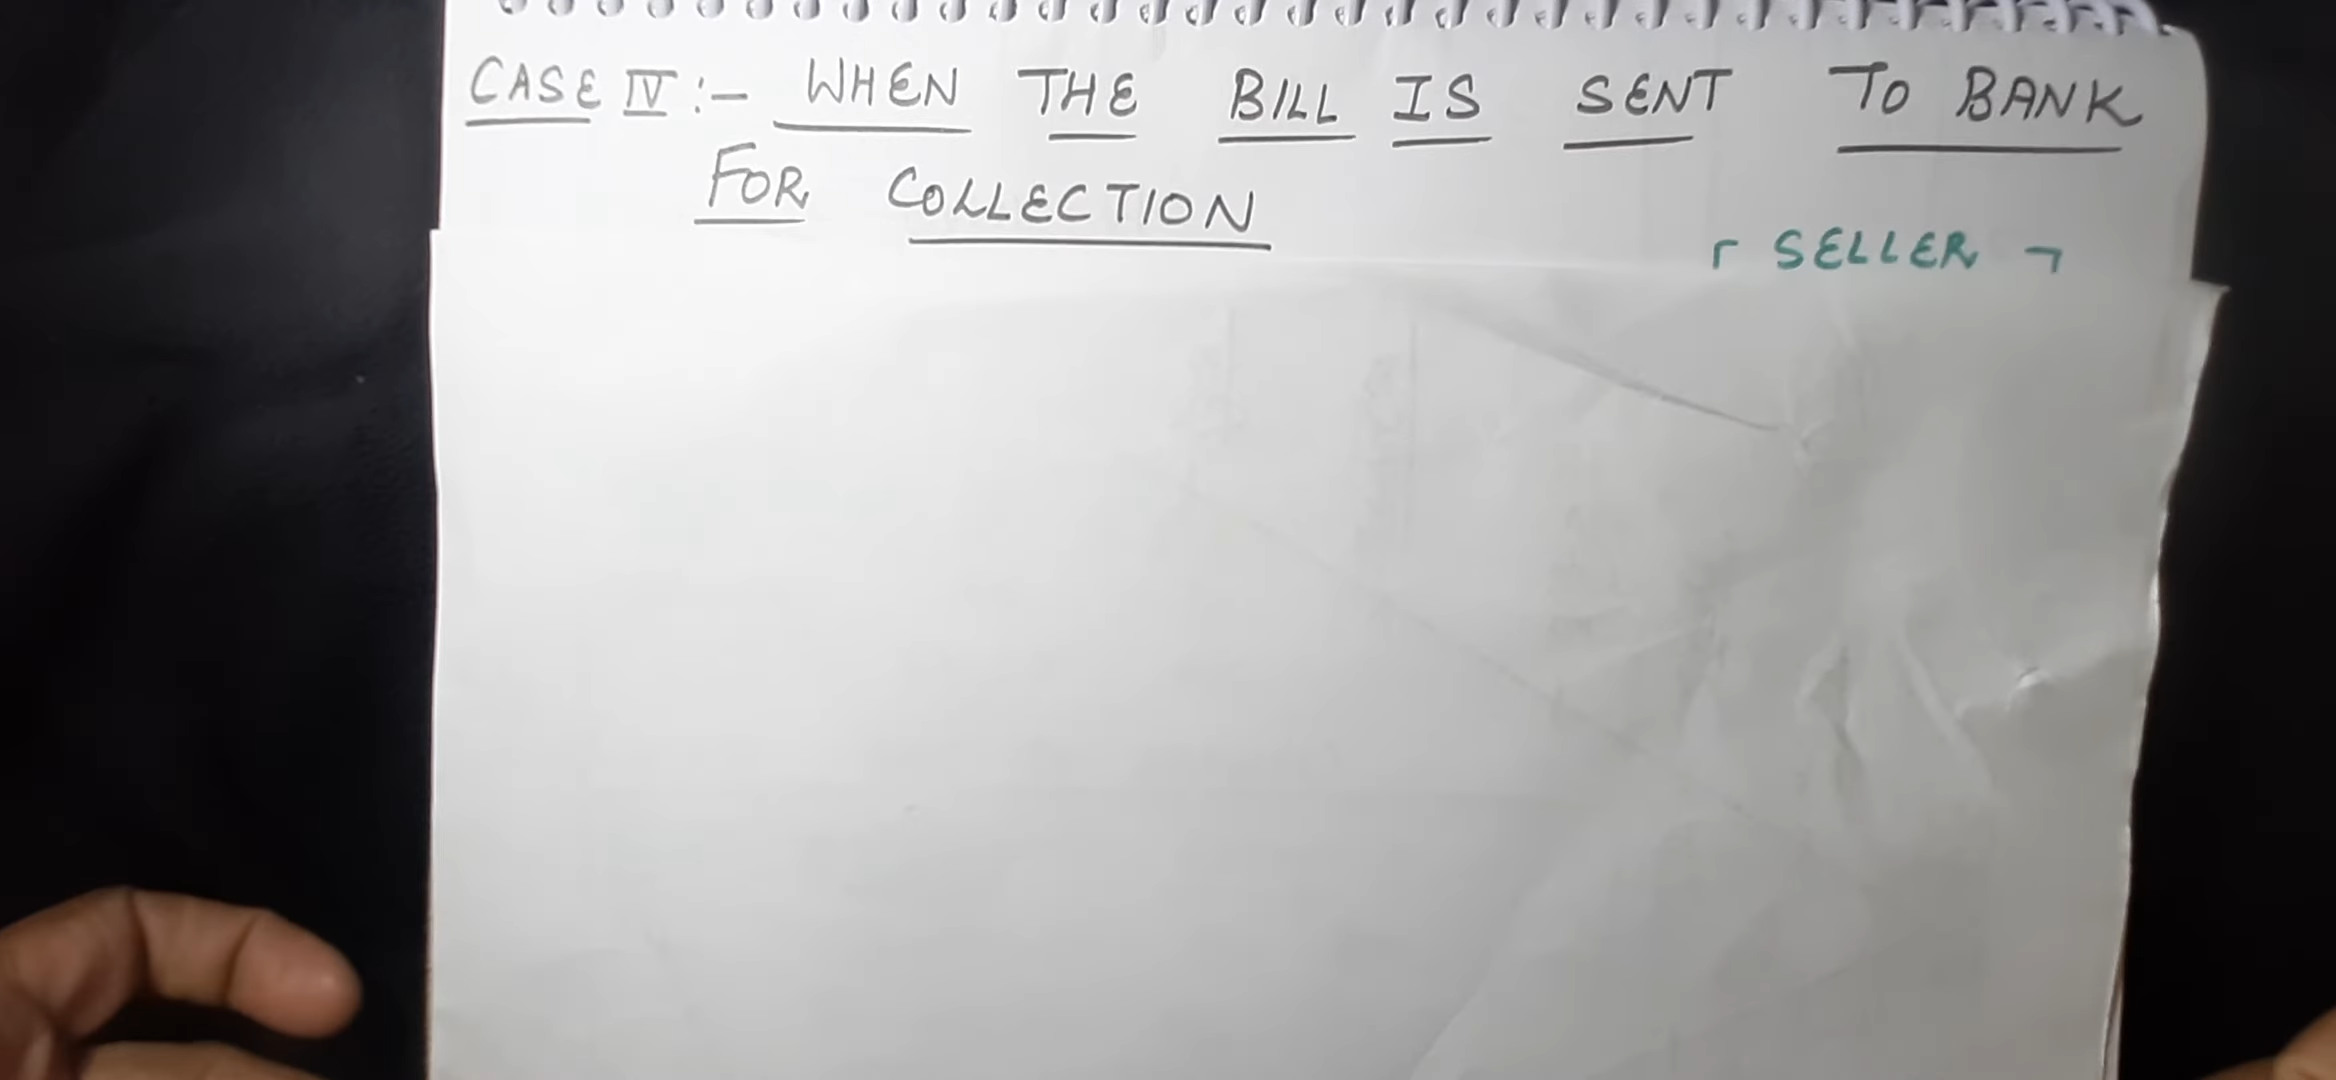 CASE IV :- WHEN THE BILL IS SENT TO BANK
FOR COLLECTION
┌ SELLER ┐